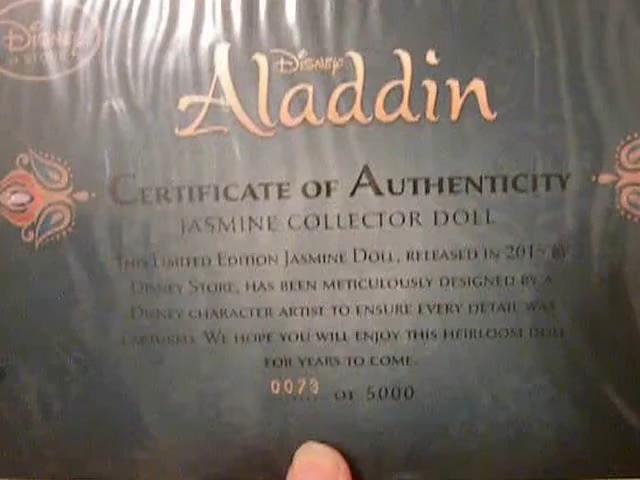 Disney
Disney
Aladdin
CERTIFICATE OF AUTHENTICITY
JASMINE COLLECTOR DOLL
THIS LIMITED EDITION JASMINE DOLL, RELEASED IN BY
DISNEY STORE, HAS BEEN METICULOUSLY DESIGNED BY A
DISNEY CHARACTER ARTIST TO ENSURE EVERY DETAIL WAS
CAPTURED. WE HOPE YOU WILL ENJOY THIS HEIRLOOM DOLL
FOR YEARS TO COME.
0073 OF 5000